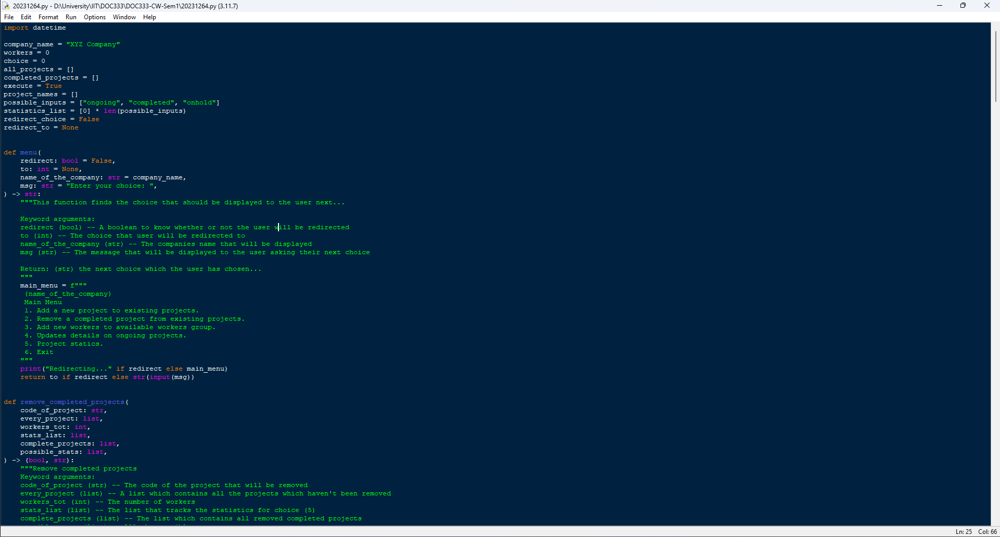 20231264.py - D:\University\IIT\DOC333\DOC333-CW-Sem1\20231264.py (3.11.7)
File Edit Format Run Options Window Help
import datetime

company_name = "XYZ Company"
workers = 0
choice = 0
all_projects = []
completed_projects = []
execute = True
project_names = []
possible_inputs = ["ongoing", "completed", "onhold"]
statistics_list = [0] * len(possible_inputs)
redirect_choice = False
redirect_to = None

def menu(
    redirect: bool = False,
    to: int = None,
    name_of_the_company: str = company_name,
    msg: str = "Enter your choice: ",
) -> str:
    """This function finds the choice that should be displayed to the user next...

    Keyword arguments:
    redirect (bool) -- A boolean to know whether or not the user will be redirected
    to (int) -- The choice that user will be redirected to
    name_of_the_company (str) -- The companies name that will be displayed
    msg (str) -- The message that will be displayed to the user asking their next choice

    Return: (str) the next choice which the user has chosen...
    """
    main_menu = f"""
     {name_of_the_company}
     Main Menu
     1. Add a new project to existing projects.
     2. Remove a completed project from existing projects.
     3. Add new workers to available workers group.
     4. Updates details on ongoing projects.
     5. Project statics.
     6. Exit
    """
    print("Redirecting..." if redirect else main_menu)
    return to if redirect else str(input(msg))

def remove_completed_projects(
    code_of_project: str,
    every_project: list,
    workers_tot: int,
    stats_list: list,
    complete_projects: list,
    possible_stats: list,
) -> (bool, str):
    """Remove completed projects
    Keyword arguments:
    code_of_project (str) -- The code of the project that will be removed
    every_project (list) -- A list which contains all the projects which haven't been removed
    workers_tot (int) -- The number of workers
    stats_list (list) -- The list that tracks the statistics for choice (5)
    complete_projects (list) -- The list which contains all removed completed projects
Ln: 25 Col: 66